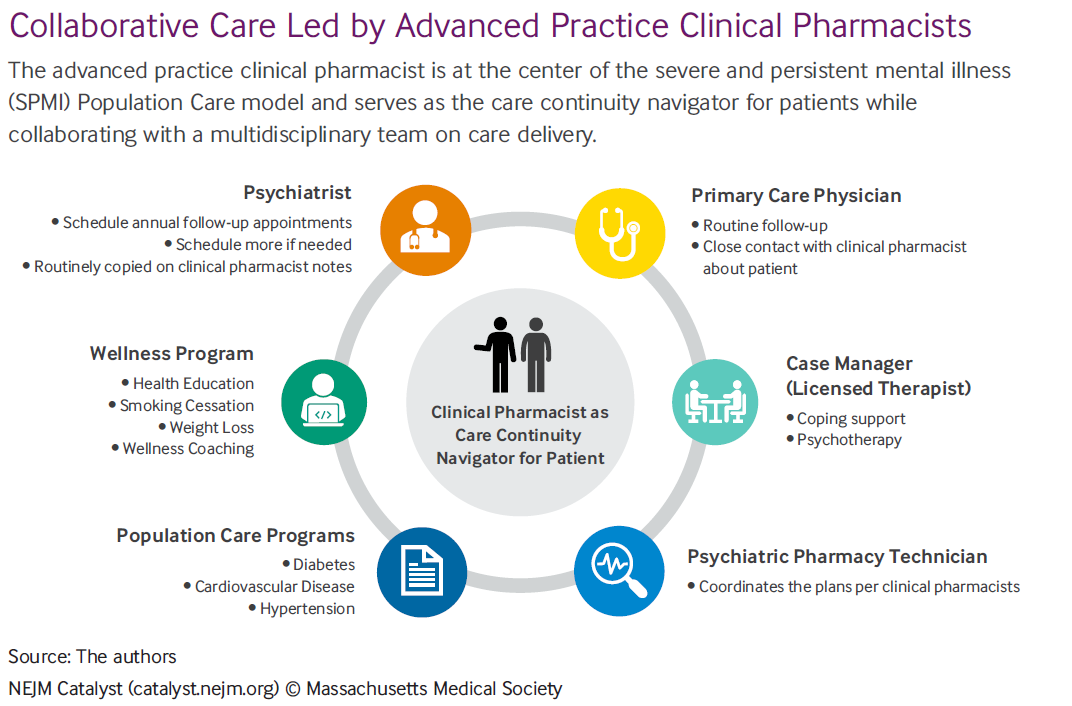 Collaborative Care Led by Advanced Practice Clinical Pharmacists
The advanced practice clinical pharmacist is at the center of the severe and persistent mental illness
(SPMI) Population Care model and serves as the care continuity navigator for patients while
collaborating with a multidisciplinary team on care delivery.
Psychiatrist
• Schedule annual follow-up appointments
• Schedule more if needed
• Routinely copied on clinical pharmacist notes
Primary Care Physician
• Routine follow-up
• Close contact with clinical pharmacist
about patient
Wellness Program
• Health Education
• Smoking Cessation
• Weight Loss
• Wellness Coaching
</>
Clinical Pharmacist as
Care Continuity
Navigator for Patient
Case Manager
(Licensed Therapist)
• Coping support
• Psychotherapy
Population Care Programs
• Diabetes
• Cardiovascular Disease
• Hypertension
Psychiatric Pharmacy Technician
• Coordinates the plans per clinical pharmacists
Source: The authors
NEJM Catalyst (catalyst.nejm.org) © Massachusetts Medical Society